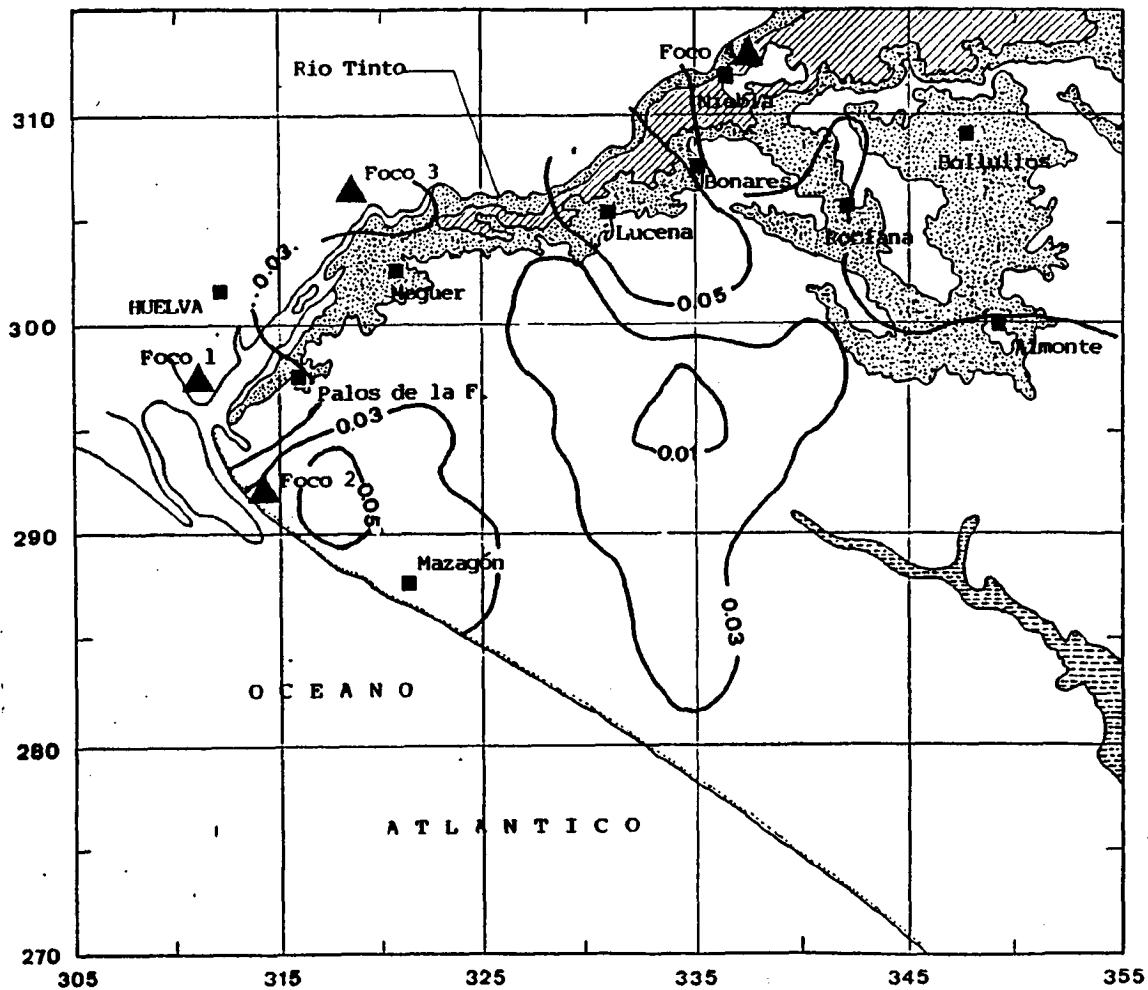 Foco 4
Rio Tinto
Niebla
310
Bollullos
Foco 3
Bonares
Lucena
Rociana
0.03
Moguer
0.05
HUELVA
300
Almonte
Foco 1
Palos de la F.
0.03
0.01
Foco 2
0.05
290
Mazagón
0.03
OCEANO
280
ATLANTICO
270
305 315 325 335 345 355